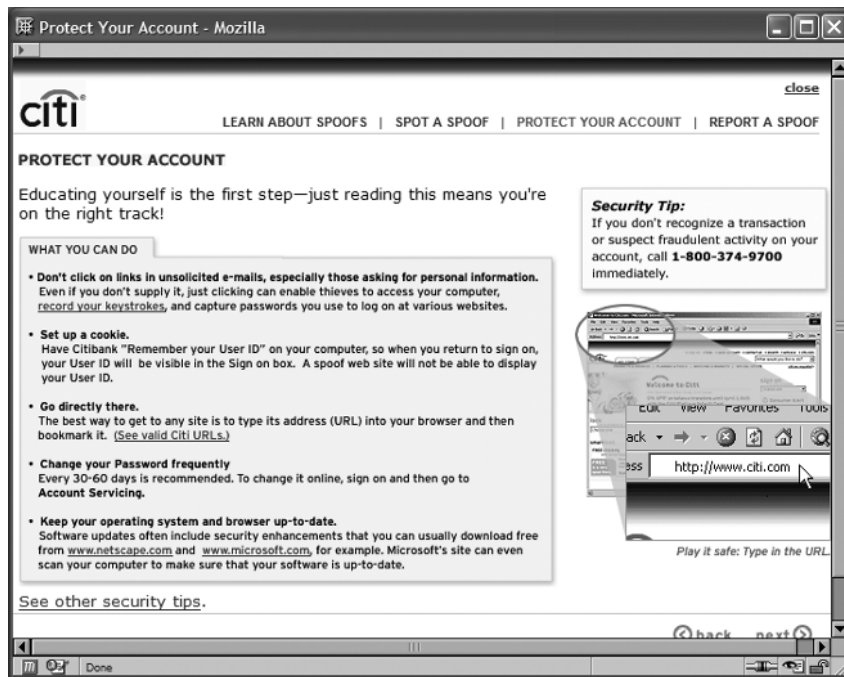 Protect Your Account - Mozilla
close
citi®
LEARN ABOUT SPOOFS | SPOT A SPOOF | PROTECT YOUR ACCOUNT | REPORT A SPOOF
PROTECT YOUR ACCOUNT
Educating yourself is the first step—just reading this means you're
on the right track!
WHAT YOU CAN DO
• Don't click on links in unsolicited e-mails, especially those asking for personal information.
Even if you don't supply it, just clicking can enable thieves to access your computer,
record your keystrokes, and capture passwords you use to log on at various websites.
• Set up a cookie.
Have Citibank "Remember your User ID" on your computer, so when you return to sign on,
your User ID will be visible in the Sign on box. A spoof web site will not be able to display
your User ID.
• Go directly there.
The best way to get to any site is to type its address (URL) into your browser and then
bookmark it. (See valid Citi URLs.)
• Change your Password frequently
Every 30-60 days is recommended. To change it online, sign on and then go to
Account Servicing.
• Keep your operating system and browser up-to-date.
Software updates often include security enhancements that you can usually download free
from www.netscape.com and www.microsoft.com, for example. Microsoft's site can even
scan your computer to make sure that your software is up-to-date.
See other security tips.
Security Tip:
If you don't recognize a transaction
or suspect fraudulent activity on your
account, call 1-800-374-9700
immediately.
Welcome to Citi
Edit View Favorites Tools
ack
ess http://www.citi.com
Play it safe: Type in the URL.
back next
Done